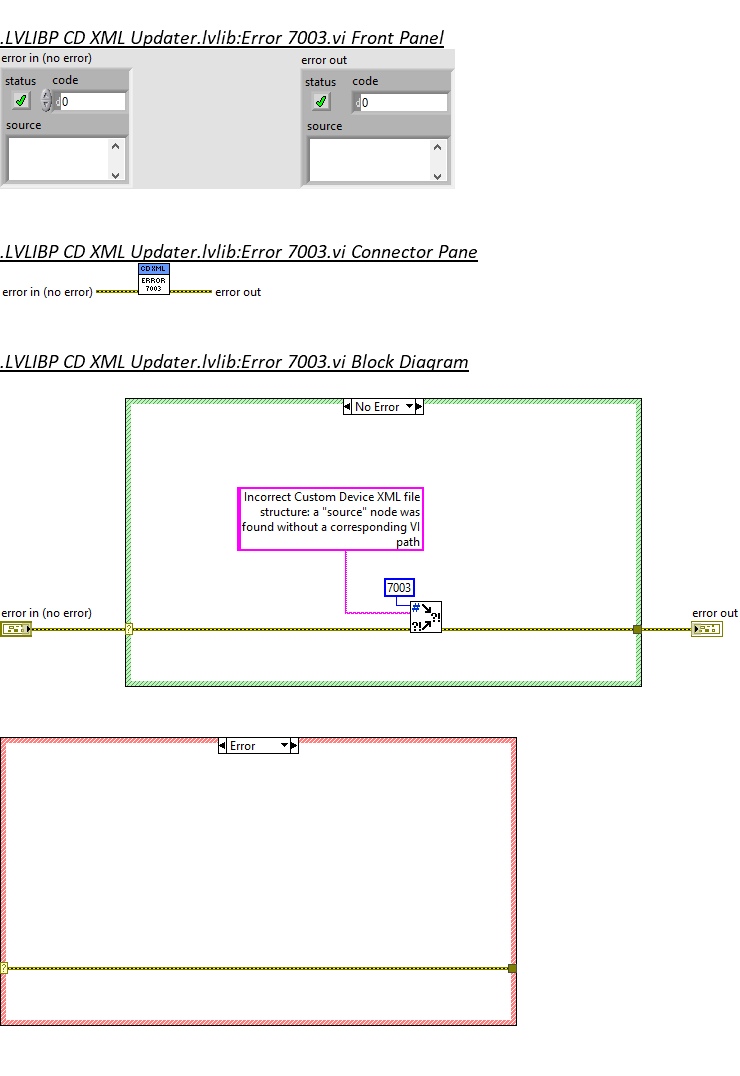 .LVLIBP CD XML Updater.lvlib:Error 7003.vi Front Panel
error in (no error)
error out
status
code
0
source
status
code
0
source
.LVLIBP CD XML Updater.lvlib:Error 7003.vi Connector Pane
CD XML
ERROR
7003
error in (no error)
error out
.LVLIBP CD XML Updater.lvlib:Error 7003.vi Block Diagram
No Error
Incorrect Custom Device XML file
structure: a "source" node was
found without a corresponding VI
path
7003
#
?!
?!
error in (no error)
?
error out
Error
?